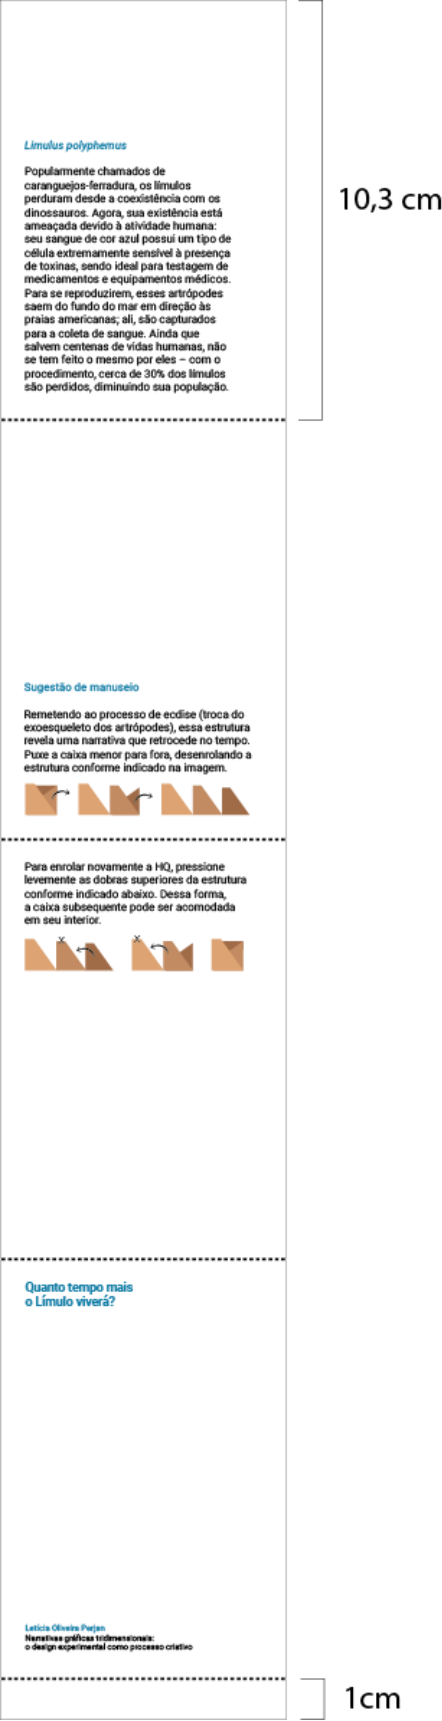 Limulus polyphemus
Popularmente chamados de
caranguejos-ferradura, os límulos
perduram desde a coexistência com os
dinossauros. Agora, sua existência está
ameaçada devido à atividade humana:
seu sangue de cor azul possui um tipo de
célula extremamente sensível à presença
de toxinas, sendo ideal para testagem de
medicamentos e equipamentos médicos.
Para se reproduzirem, esses artrópodes
saem do fundo do mar em direção às
praias americanas; ali, são capturados
para a coleta de sangue. Ainda que
salvem centenas de vidas humanas, não
se tem feito o mesmo por eles – com o
procedimento, cerca de 30% dos límulos
são perdidos, diminuindo sua população.
10,3 cm
Sugestão de manuseio
Remetendo ao processo de ecdise (troca do
exoesqueleto dos artrópodes), essa estrutura
revela uma narrativa que retrocede no tempo.
Puxe a caixa menor para fora, desenrolando a
estrutura conforme indicado na imagem.
Para enrolar novamente a HQ, pressione
levemente as dobras superiores da estrutura
conforme indicado abaixo. Dessa forma,
a caixa subsequente pode ser acomodada
em seu interior.
Quanto tempo mais
o Límulo viverá?
Letícia Oliveira Perjan
Narrativas gráficas tridimensionais:
o design experimental como processo criativo
1cm